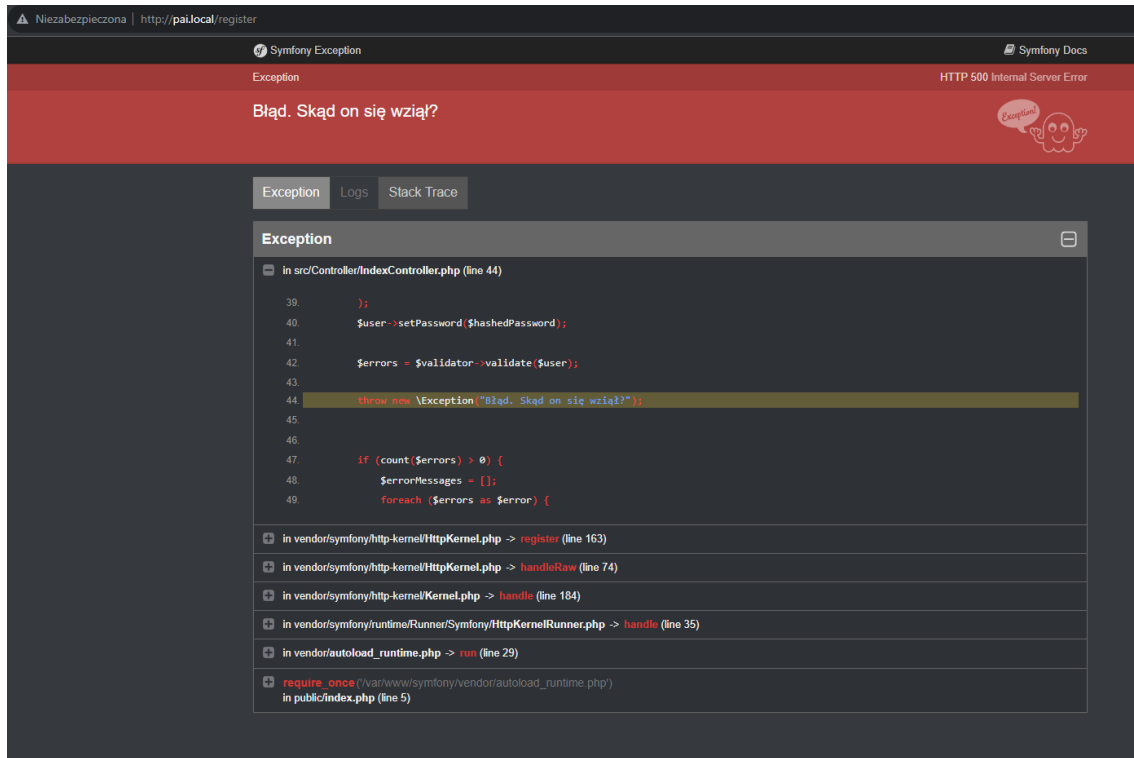 Niezabezpieczona | http://pai.local/register
Symfony Exception Symfony Docs
Exception HTTP 500 Internal Server Error
Błąd. Skąd on się wziął?
Exception!
Exception Logs Stack Trace
Exception
in src/Controller/IndexController.php (line 44)
39. );
40. $user->setPassword($hashedPassword);
41.
42. $errors = $validator->validate($user);
43.
44. throw new \Exception("Błąd. Skąd on się wziął?");
45.
46.
47. if (count($errors) > 0) {
48. $errorMessages = [];
49. foreach ($errors as $error) {
in vendor/symfony/http-kernel/HttpKernel.php -> register (line 163)
in vendor/symfony/http-kernel/HttpKernel.php -> handleRaw (line 74)
in vendor/symfony/http-kernel/Kernel.php -> handle (line 184)
in vendor/symfony/runtime/Runner/Symfony/HttpKernelRunner.php -> handle (line 35)
in vendor/autoload_runtime.php -> run (line 29)
require_once('/var/www/symfony/vendor/autoload_runtime.php')
in public/index.php (line 5)